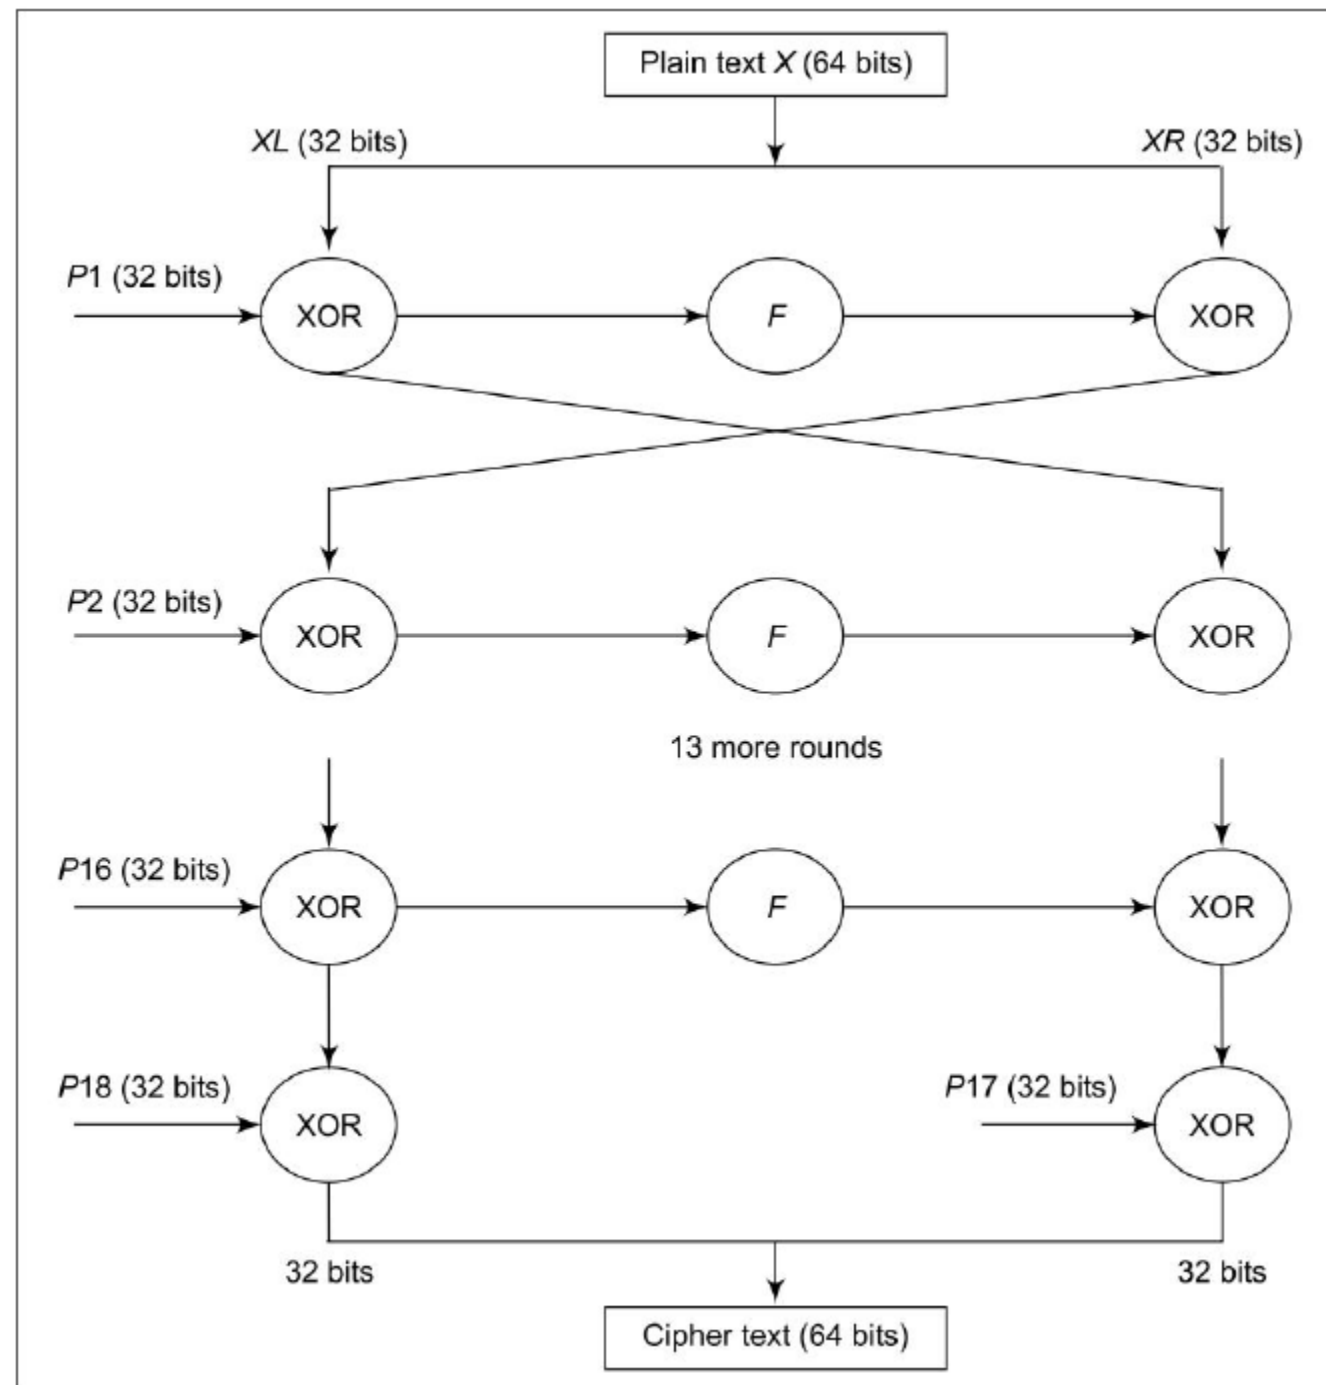 Plain text X (64 bits)
XL (32 bits)
XR (32 bits)
P1 (32 bits)
XOR
F
XOR
P2 (32 bits)
XOR
F
XOR
13 more rounds
P16 (32 bits)
XOR
F
XOR
P18 (32 bits)
XOR
P17 (32 bits)
XOR
32 bits
32 bits
Cipher text (64 bits)